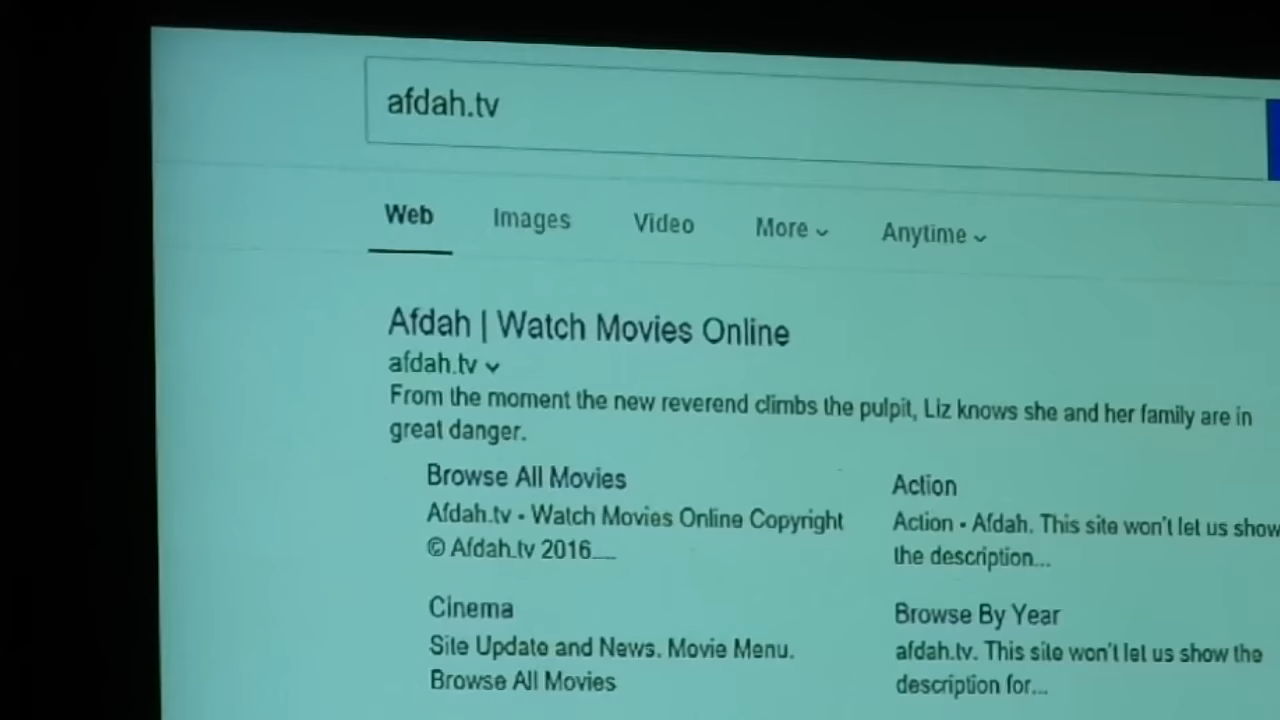 afdah.tv
Web Images Video More Anytime
Afdah | Watch Movies Online
afdah.tv
From the moment the new reverend climbs the pulpit, Liz knows she and her family are in
great danger.
Browse All Movies
Afdah.tv - Watch Movies Online Copyright
© Afdah.tv 2016....
Action
Action - Afdah. This site won't let us show
the description...
Cinema
Site Update and News. Movie Menu.
Browse All Movies
Browse By Year
afdah.tv. This site won't let us show the
description for...